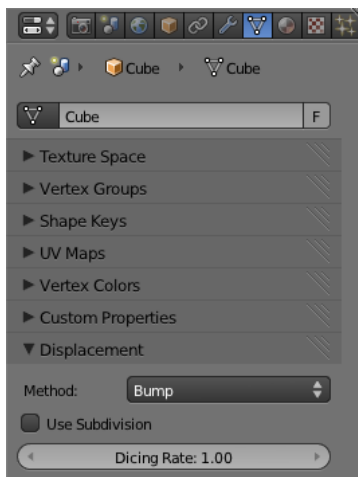 Cube Cube
Cube F
Texture Space
Vertex Groups
Shape Keys
UV Maps
Vertex Colors
Custom Properties
Displacement
Method: Bump
Use Subdivision
Dicing Rate: 1.00